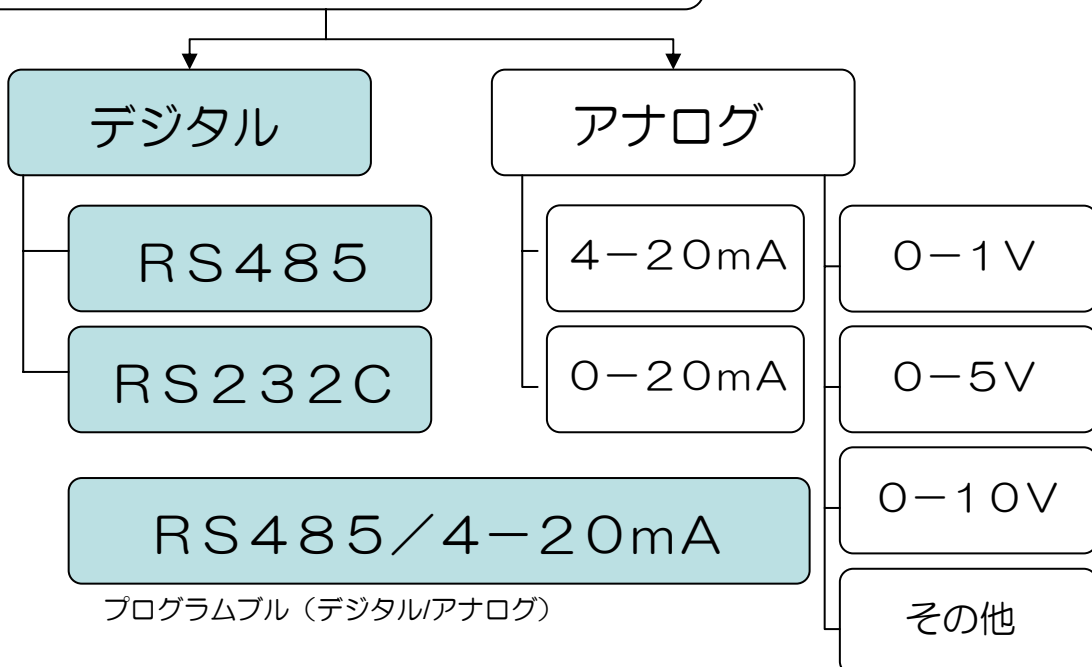 デジタル
アナログ
RS485
RS232C
4−20mA
0−20mA
0−1V
0−5V
0−10V
その他
RS485/4−20mA
プログラムブル(デジタル/アナログ)